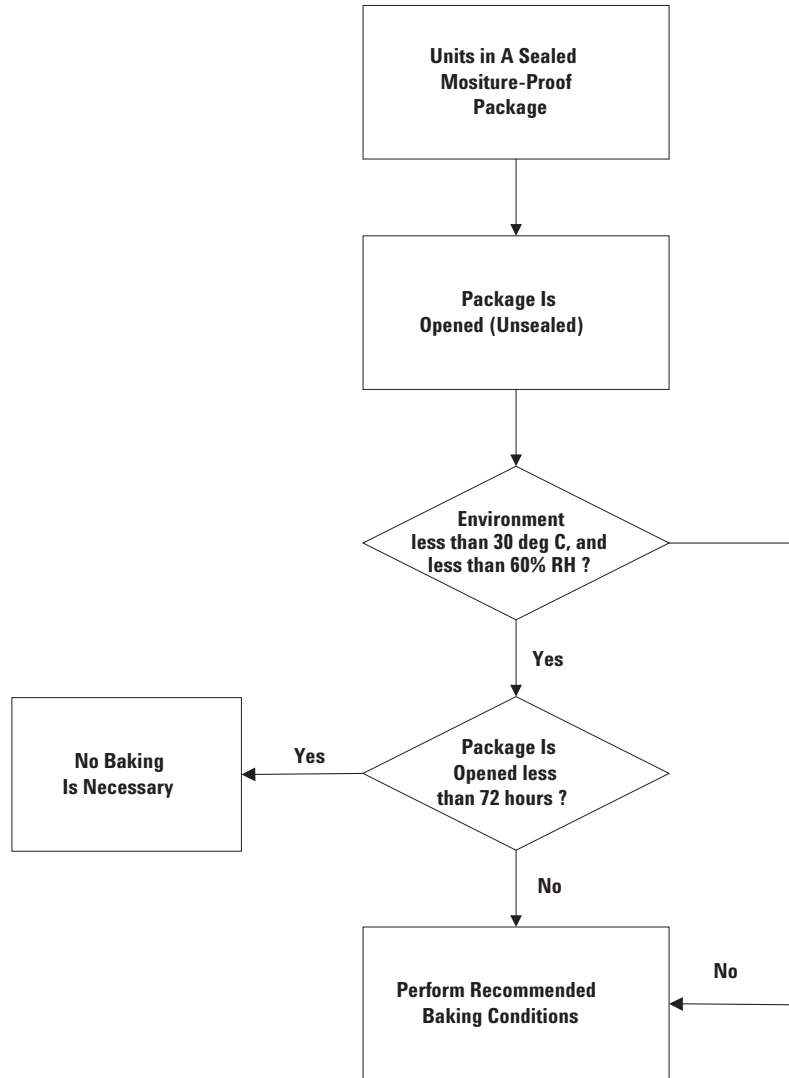 Units in A Sealed
Mositure-Proof
Package
Package Is
Opened (Unsealed)
Environment
less than 30 deg C, and
less than 60% RH ?
Yes
No Baking
Is Necessary
Yes
Package Is
Opened less
than 72 hours ?
No
Perform Recommended
Baking Conditions
No